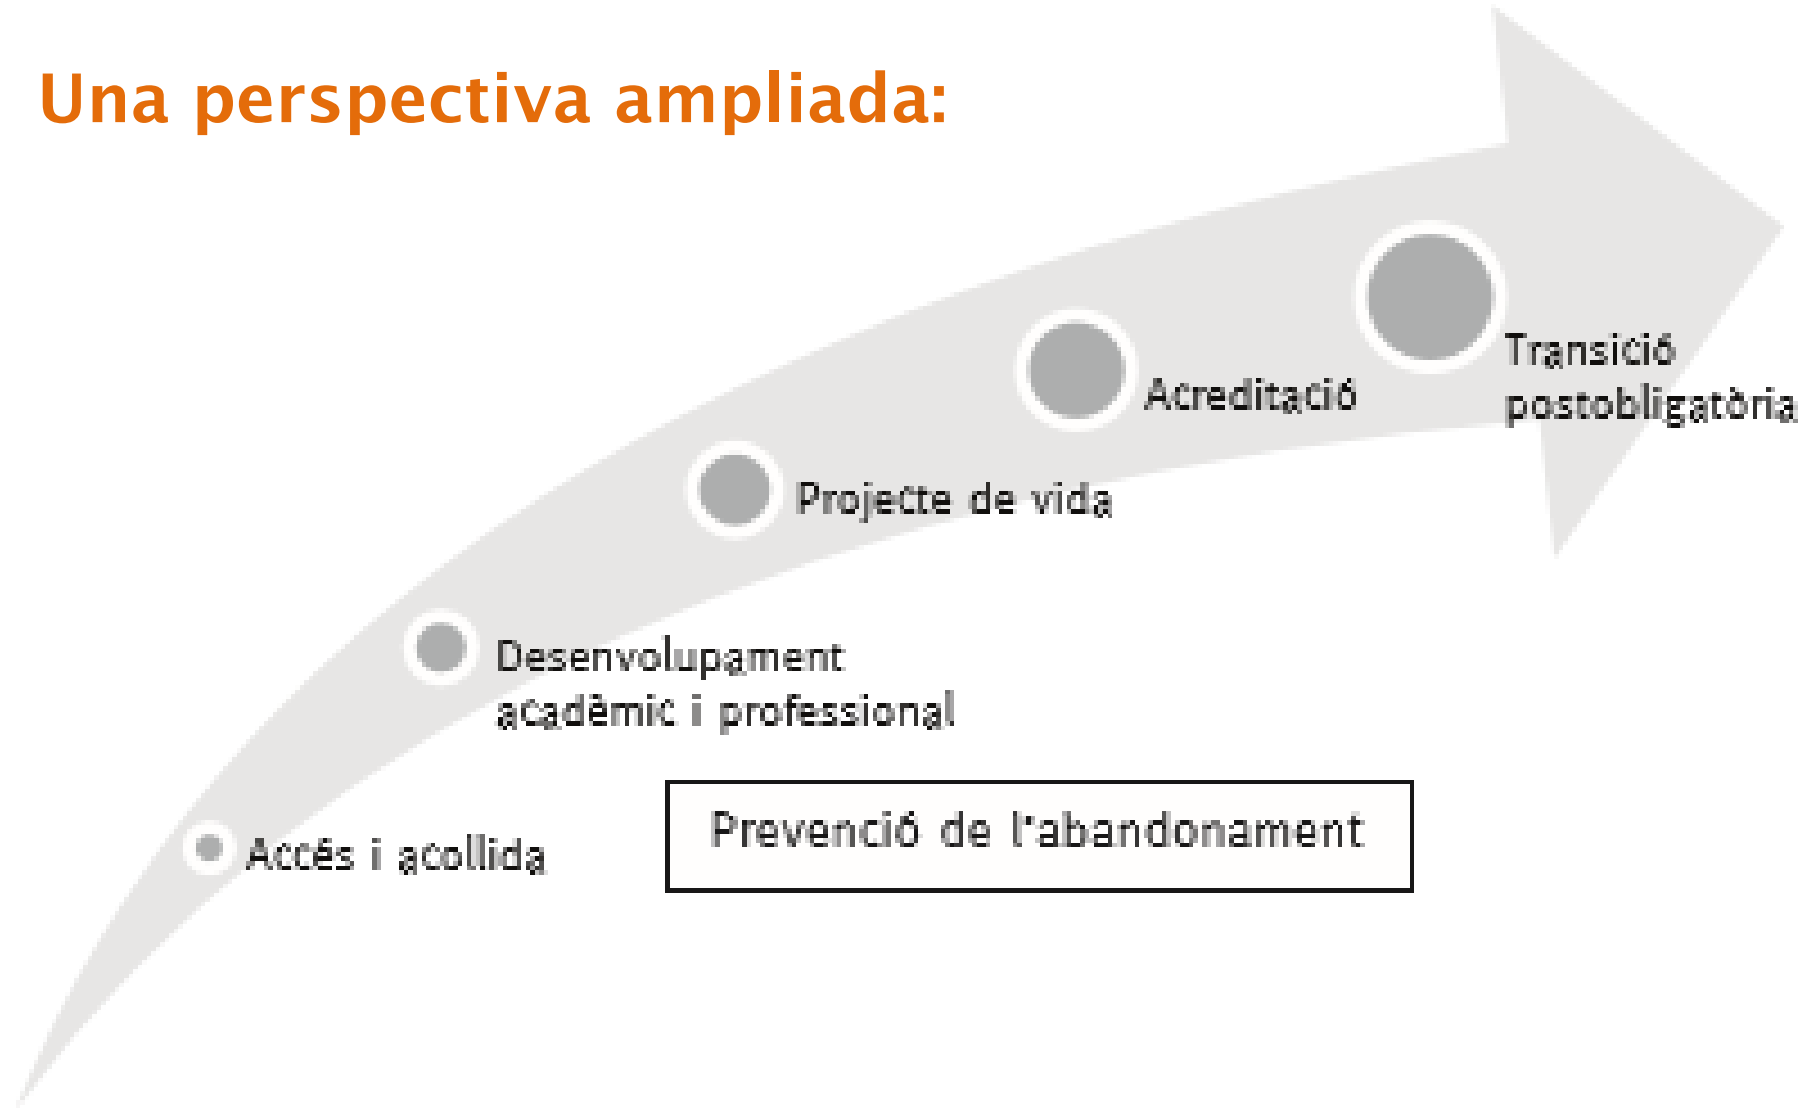 Una perspectiva ampliada:
Transició
postobligatòria
Acreditació
Projecte de vida
Desenvolupament
acadèmic i professional
Prevenció de l'abandonament
Accés i acollida